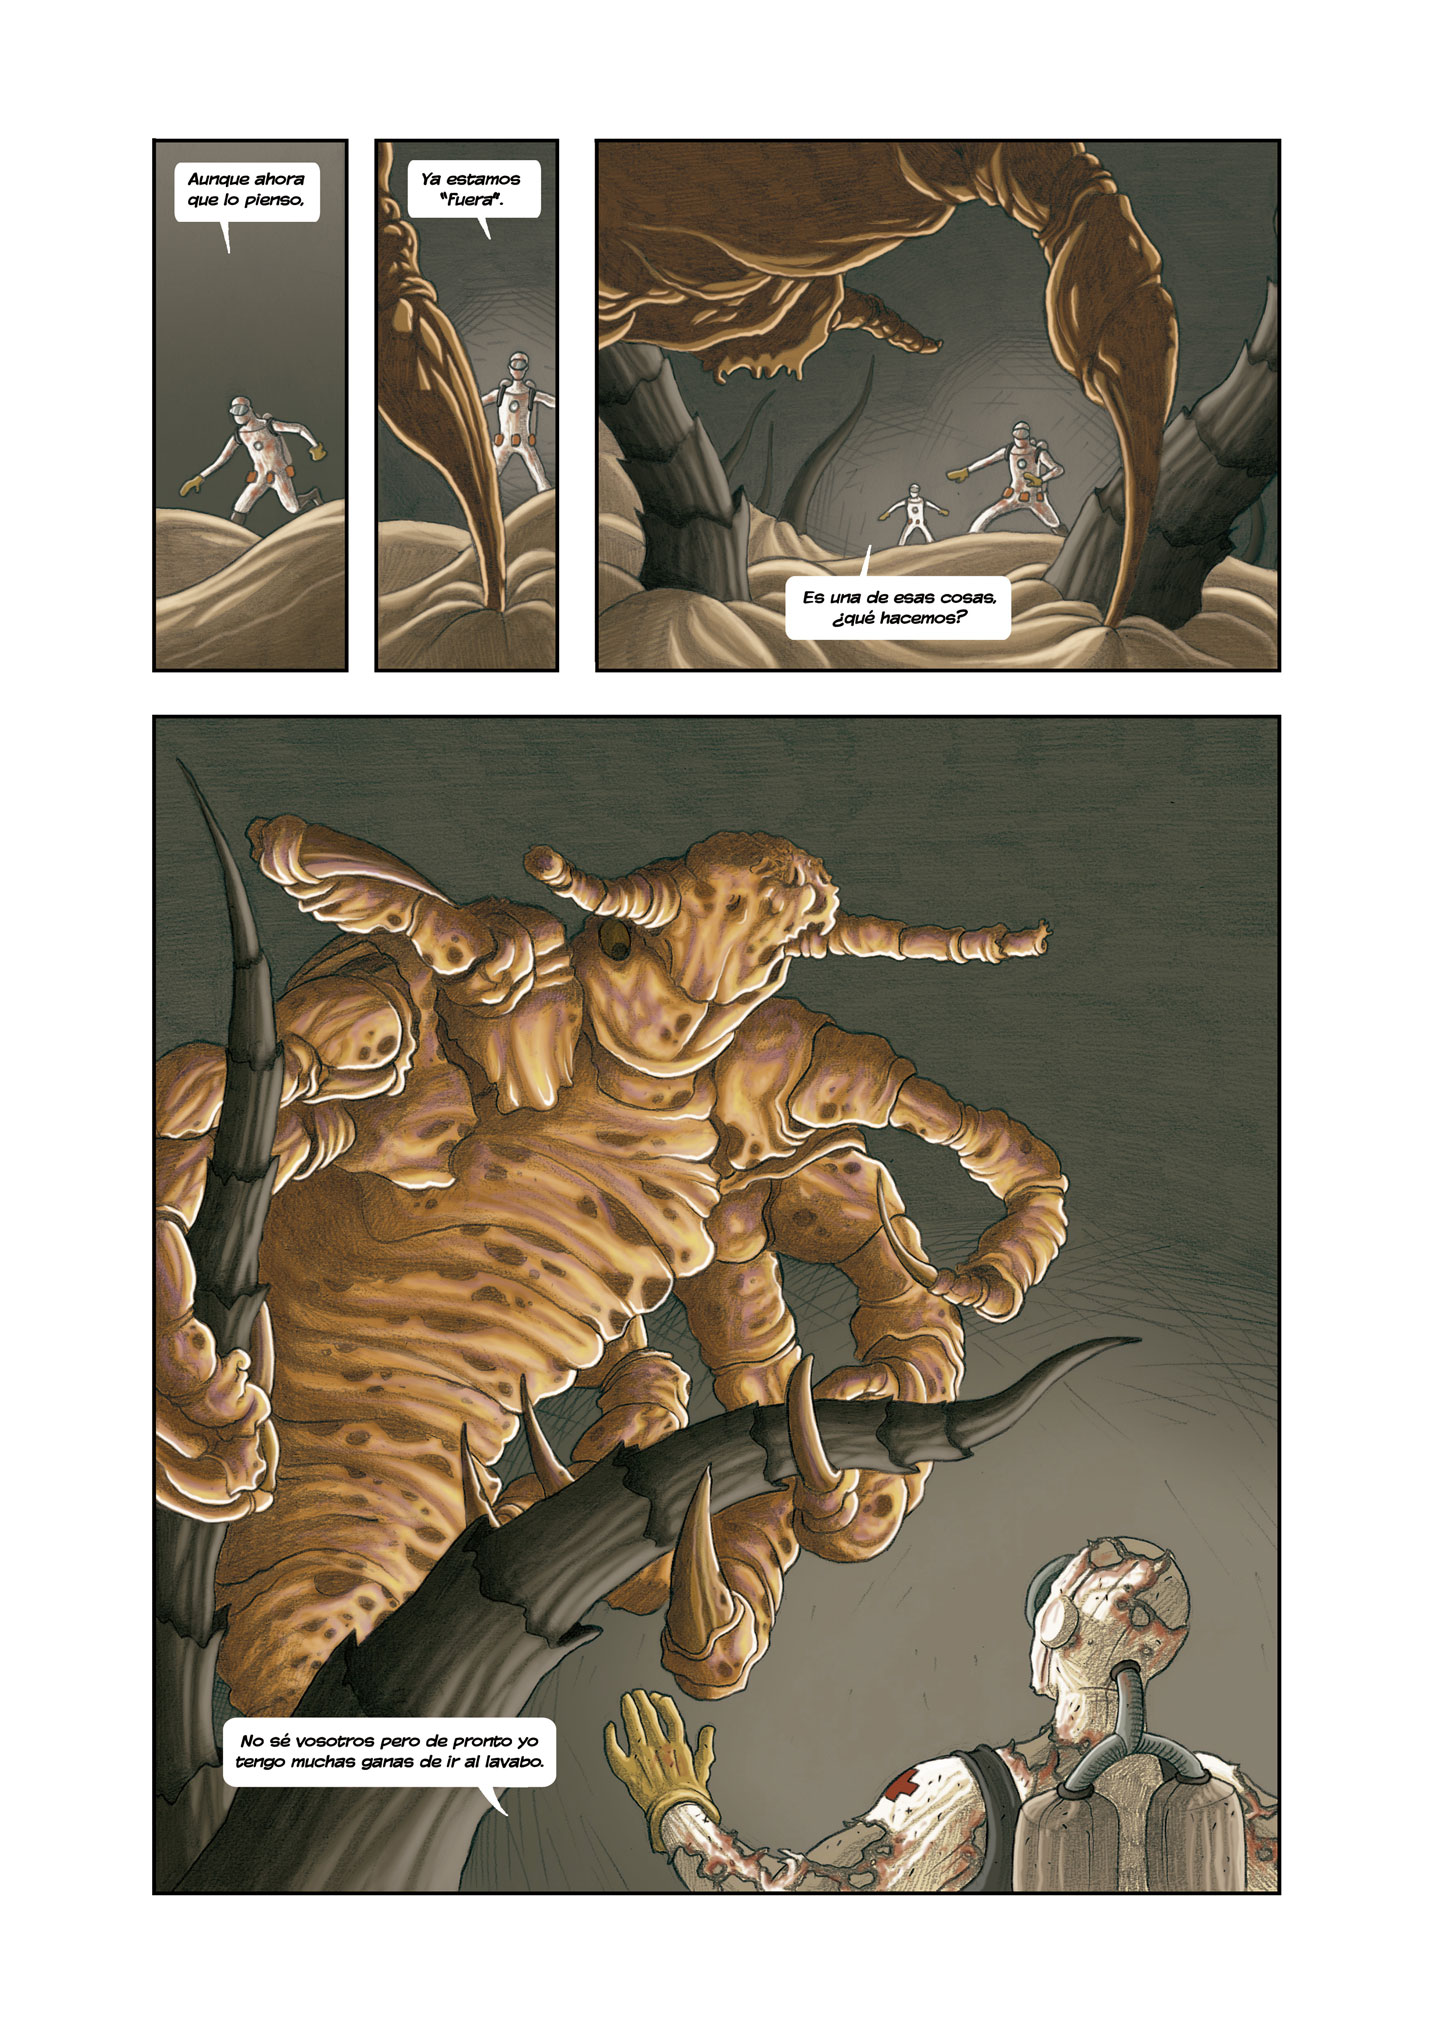 Aunque ahora
que lo pienso,
Ya estamos
"Fuera".
Es una de esas cosas,
¿qué hacemos?
No sé vosotros pero de pronto yo
tengo muchas ganas de ir al lavabo.